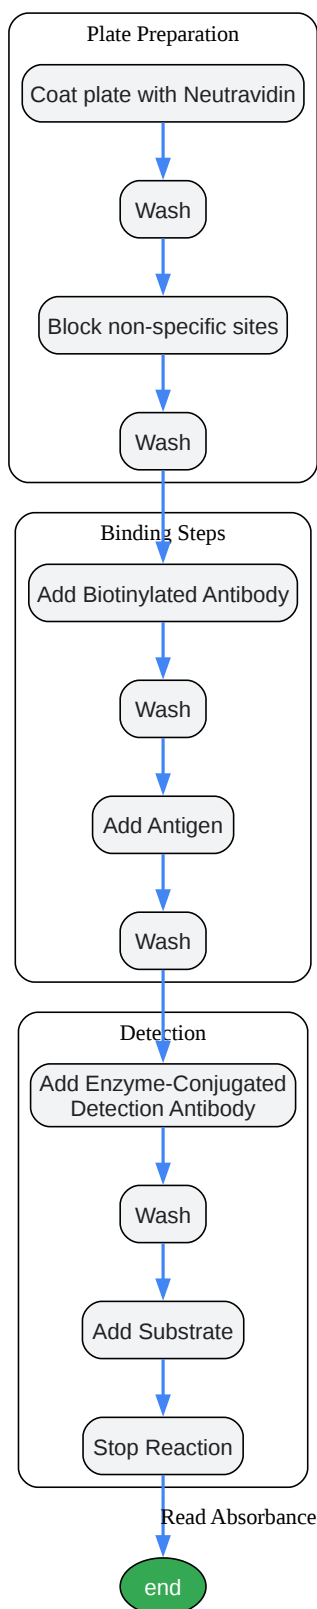 Plate Preparation
Coat plate with Neutravidin
Wash
Block non-specific sites
Wash
Binding Steps
Add Biotinylated Antibody
Wash
Add Antigen
Wash
Detection
Add Enzyme-Conjugated
Detection Antibody
Wash
Add Substrate
Stop Reaction
Read Absorbance
end